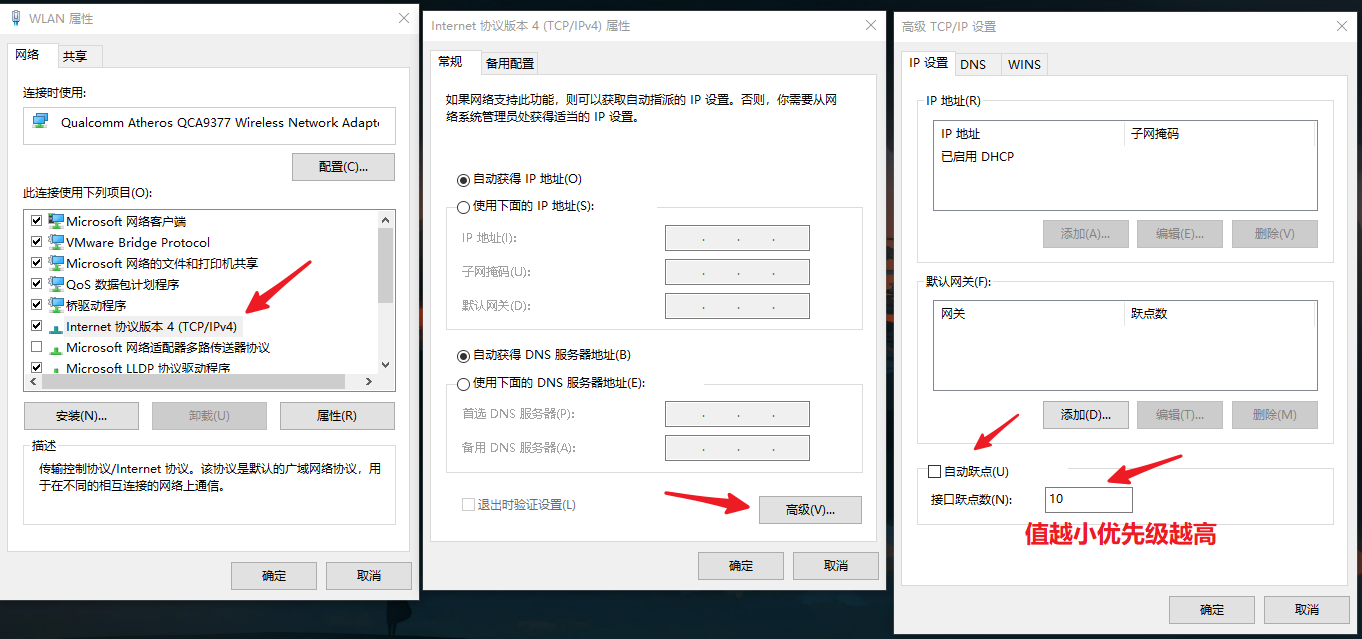 WLAN 属性
网络
共享
连接时使用:
Qualcomm Atheros QCA9377 Wireless Network Adapt
配置(C)...
此连接使用下列项目(O):
Microsoft 网络客户端
VMware Bridge Protocol
Microsoft 网络的文件和打印机共享
QoS 数据包计划程序
桥驱动程序
Internet 协议版本 4 (TCP/IPv4)
Microsoft 网络适配器多路传送器协议
Microsoft LLDP 协议驱动程序
安装(N)...
卸载(U)
属性(R)
描述
传输控制协议/Internet 协议。该协议是默认的广域网络协议，用
于在不同的相互连接的网络上通信。
确定
取消
Internet 协议版本 4 (TCP/IPv4) 属性
常规
备用配置
如果网络支持此功能，则可以获取自动指派的 IP 设置。否则，你需要从网
络系统管理员处获得适当的 IP 设置。
自动获得 IP 地址(O)
使用下面的 IP 地址(S):
IP 地址(I):
子网掩码(U):
默认网关(D):
自动获得 DNS 服务器地址(B)
使用下面的 DNS 服务器地址(E):
首选 DNS 服务器(P):
备用 DNS 服务器(A):
退出时验证设置(L)
高级(V)...
确定
取消
高级 TCP/IP 设置
IP 设置
DNS
WINS
IP 地址(R)
IP 地址
子网掩码
已启用 DHCP
添加(A)...
编辑(E)...
删除(V)
默认网关(F):
网关
跃点数
添加(D)...
编辑(T)...
删除(M)
自动跃点(U)
接口跃点数(N):
10
值越小优先级越高
确定
取消